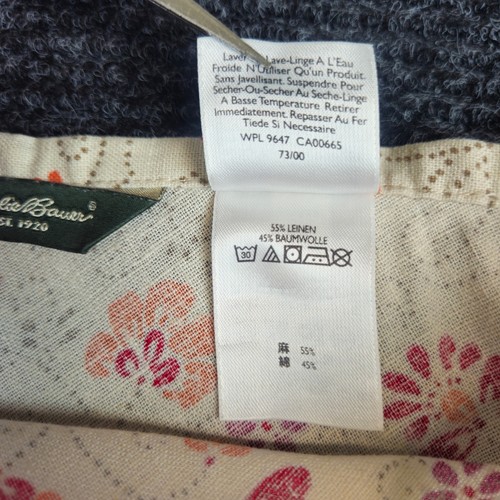 Laver Lave-Linge A L'Eau
Froide N'Utiliser Qu'un Produit.
Sans Javellisant. Suspendre Pour
Secher-Ou-Secher Au Seche-Linge
A Basse Temperature Retirer
Immediatement. Repasser Au Fer
Tiede Si Necessaire
WPL 9647 CA00665
73/00
Bauer®
EST. 1920
55% LEINEN
45% BAUMWOLLE
30
麻 55%
綿 45%